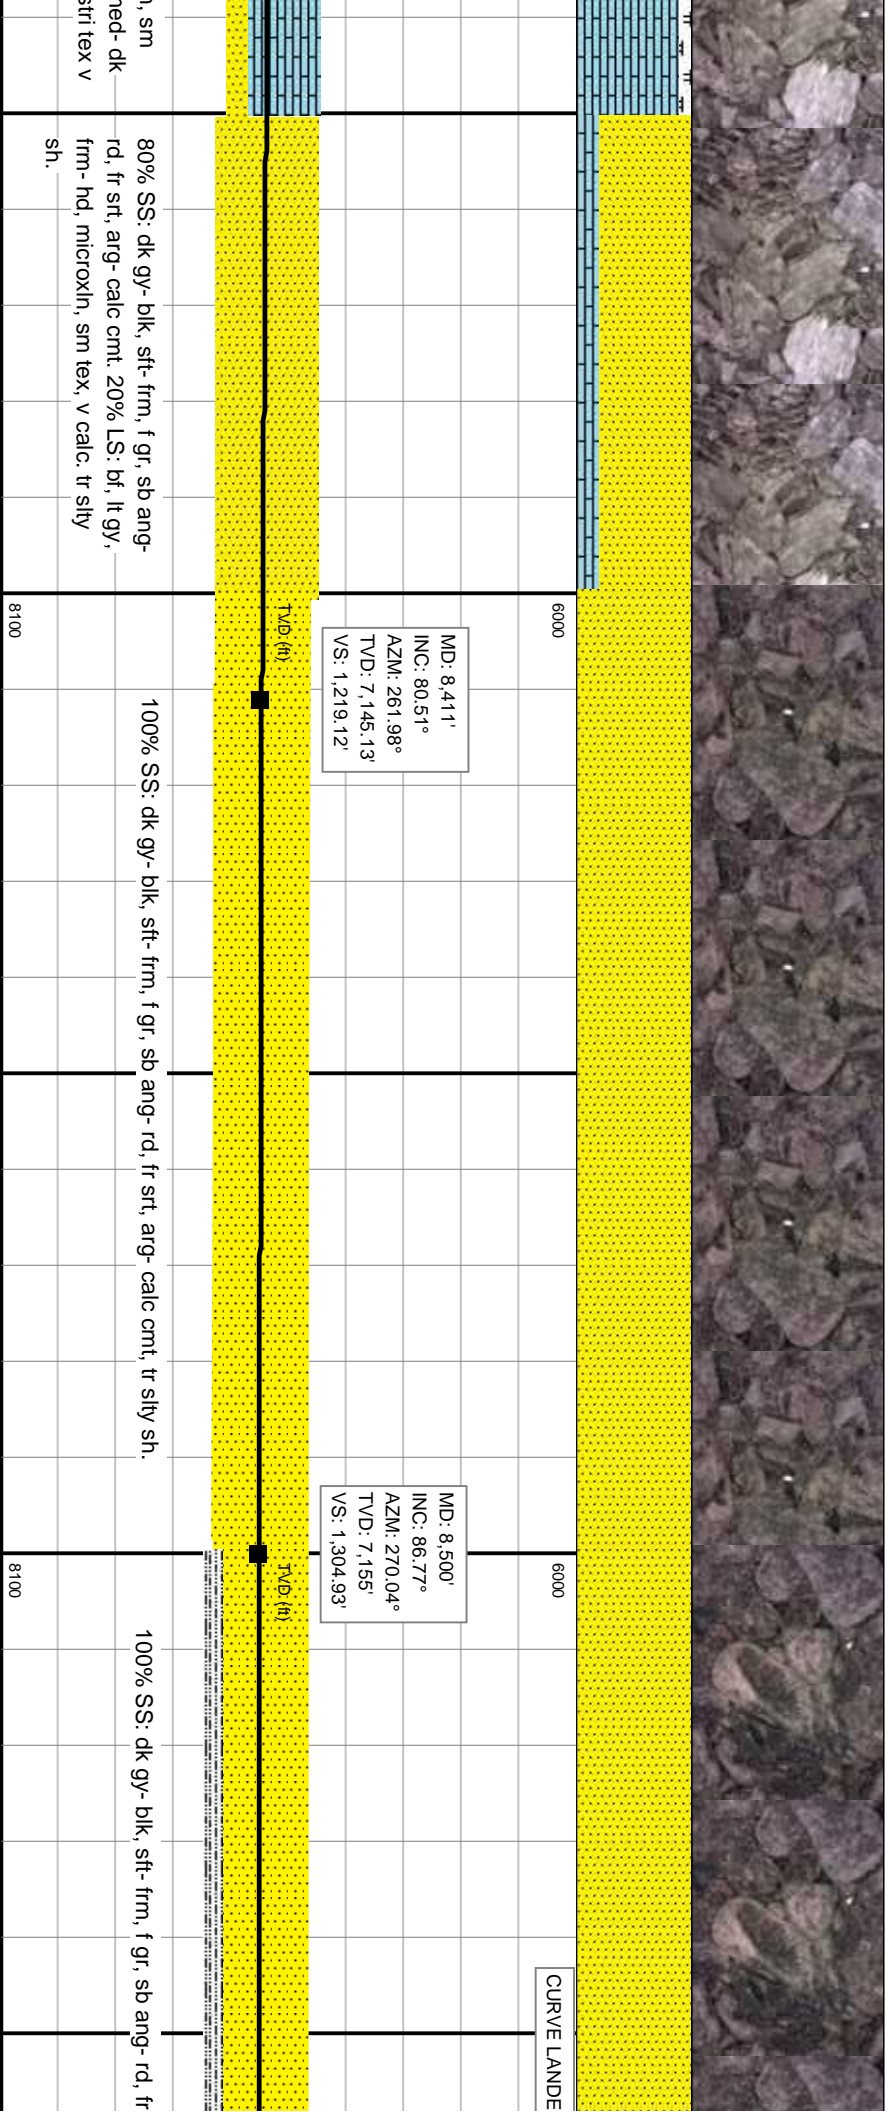 , sm
ned- dk
stri tex v
80% SS: dk gy- blk, sft- frm, f gr, sb ang-
rd, fr srt, arg- calc cmt. 20% LS: bf, lt gy,
frm- hd, microxln, sm tex, v calc. tr slty
sh.
6000
TVD (ft)
8100
MD: 8,411'
INC: 80.51°
AZM: 261.98°
TVD: 7,145.13'
VS: 1,219.12'
100% SS: dk gy- blk, sft- frm, f gr, sb ang- rd, fr srt, arg- calc cmt, tr slty sh.
MD: 8,500'
INC: 86.77°
AZM: 270.04°
TVD: 7,155'
VS: 1,304.93'
6000
TVD (ft)
8100
100% SS: dk gy- blk, sft- frm, f gr, sb ang- rd, fr
CURVE LANDE